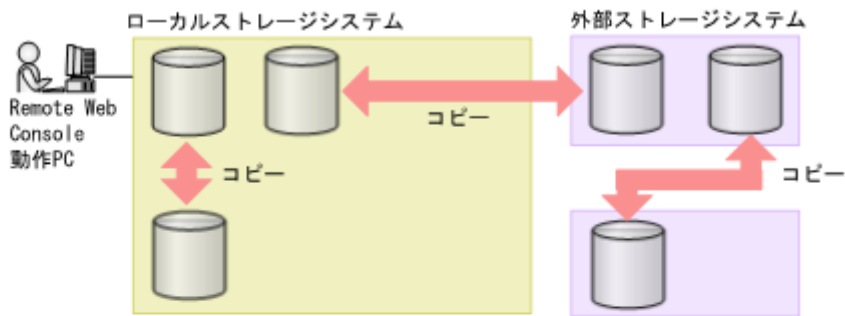 ローカルストレージシステム
外部ストレージシステム
Remote Web
Console
動作PC
コピー
コピー
コピー